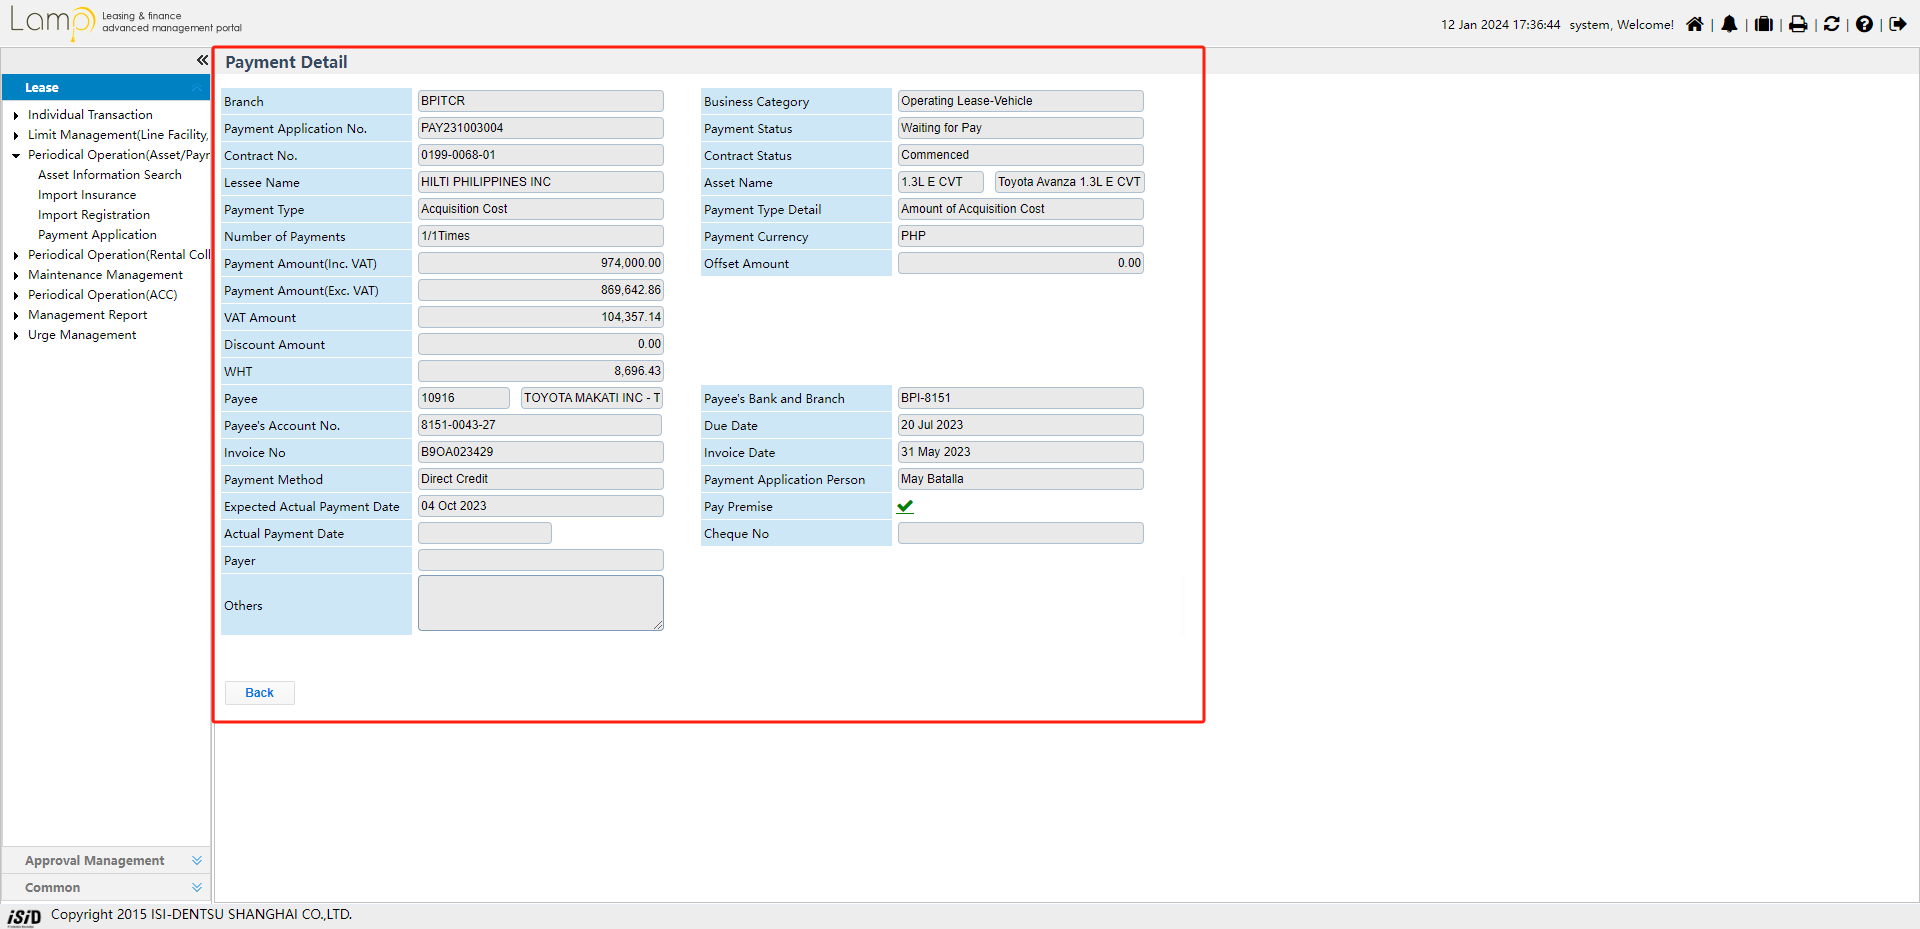 Lamp Leasing & finance
advanced management portal
12 Jan 2024 17:36:44 system, Welcome! | | | | | |
Payment Detail
Lease
Individual Transaction
Limit Management(Line Facility,
Periodical Operation(Asset/Payr
Asset Information Search
Import Insurance
Import Registration
Payment Application
Periodical Operation(Rental Coll
Maintenance Management
Periodical Operation(ACC)
Management Report
Urge Management
Approval Management
Common
Branch BPITCR Business Category Operating Lease-Vehicle
Payment Application No. PAY231003004 Payment Status Waiting for Pay
Contract No. 0199-0068-01 Contract Status Commenced
Lessee Name HILTI PHILIPPINES INC Asset Name 1.3L E CVT Toyota Avanza 1.3L E CVT
Payment Type Acquisition Cost Payment Type Detail Amount of Acquisition Cost
Number of Payments 1/1Times Payment Currency PHP
Payment Amount(Inc. VAT) 974,000.00 Offset Amount 0.00
Payment Amount(Exc. VAT) 869,642.86
VAT Amount 104,357.14
Discount Amount 0.00
WHT 8,696.43
Payee 10916 TOYOTA MAKATI INC - T Payee's Bank and Branch BPI-8151
Payee's Account No. 8151-0043-27 Due Date 20 Jul 2023
Invoice No B9OA023429 Invoice Date 31 May 2023
Payment Method Direct Credit Payment Application Person May Batalla
Expected Actual Payment Date 04 Oct 2023 Pay Premise
Actual Payment Date Cheque No
Payer
Others
Back
iSiD Copyright 2015 ISI-DENTSU SHANGHAI CO.,LTD.